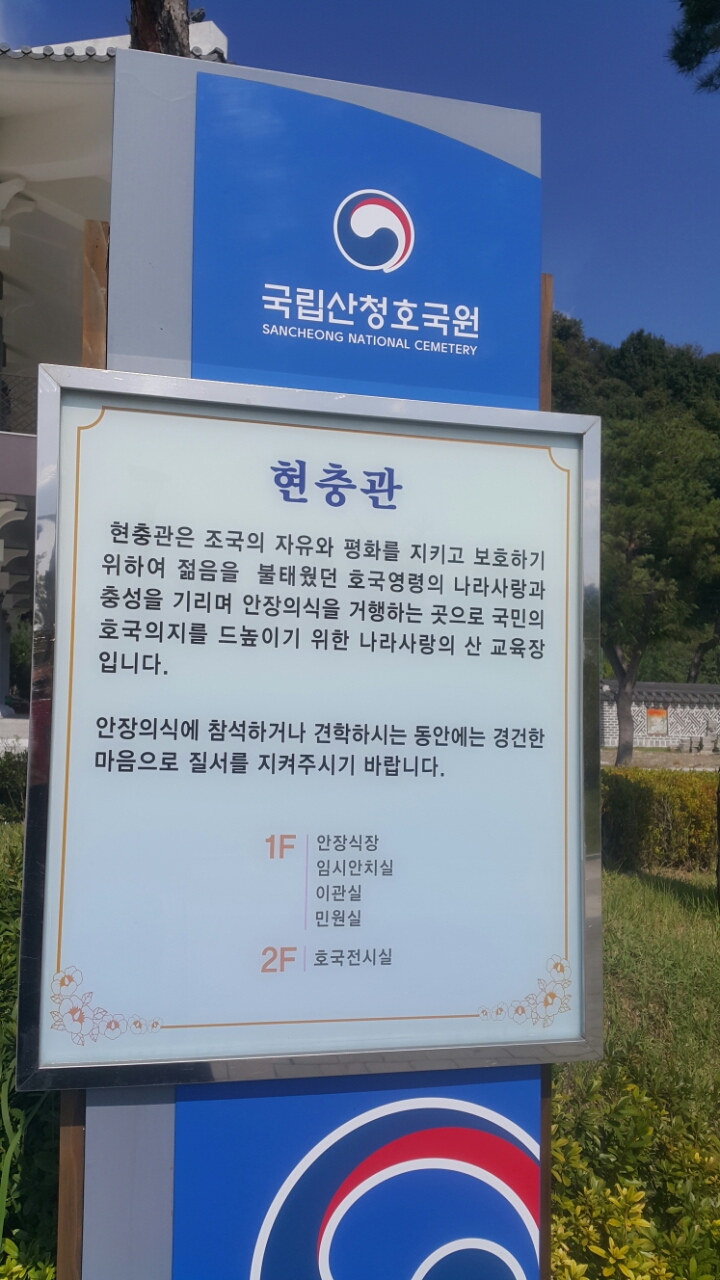 국립산청호국원
SANCHEONG NATIONAL CEMETERY
현충관
현충관은 조국의 자유와 평화를 지키고 보호하기
위하여 젊음을 불태웠던 호국영령의 나라사랑과
충성을 기리며 안장의식을 거행하는 곳으로 국민의
호국의지를 드높이기 위한 나라사랑의 산 교육장
입니다.
안장의식에 참석하거나 견학하시는 동안에는 경건한
마음으로 질서를 지켜주시기 바랍니다.
1F 안장식장
임시안치실
이관실
민원실
2F 호국전시실